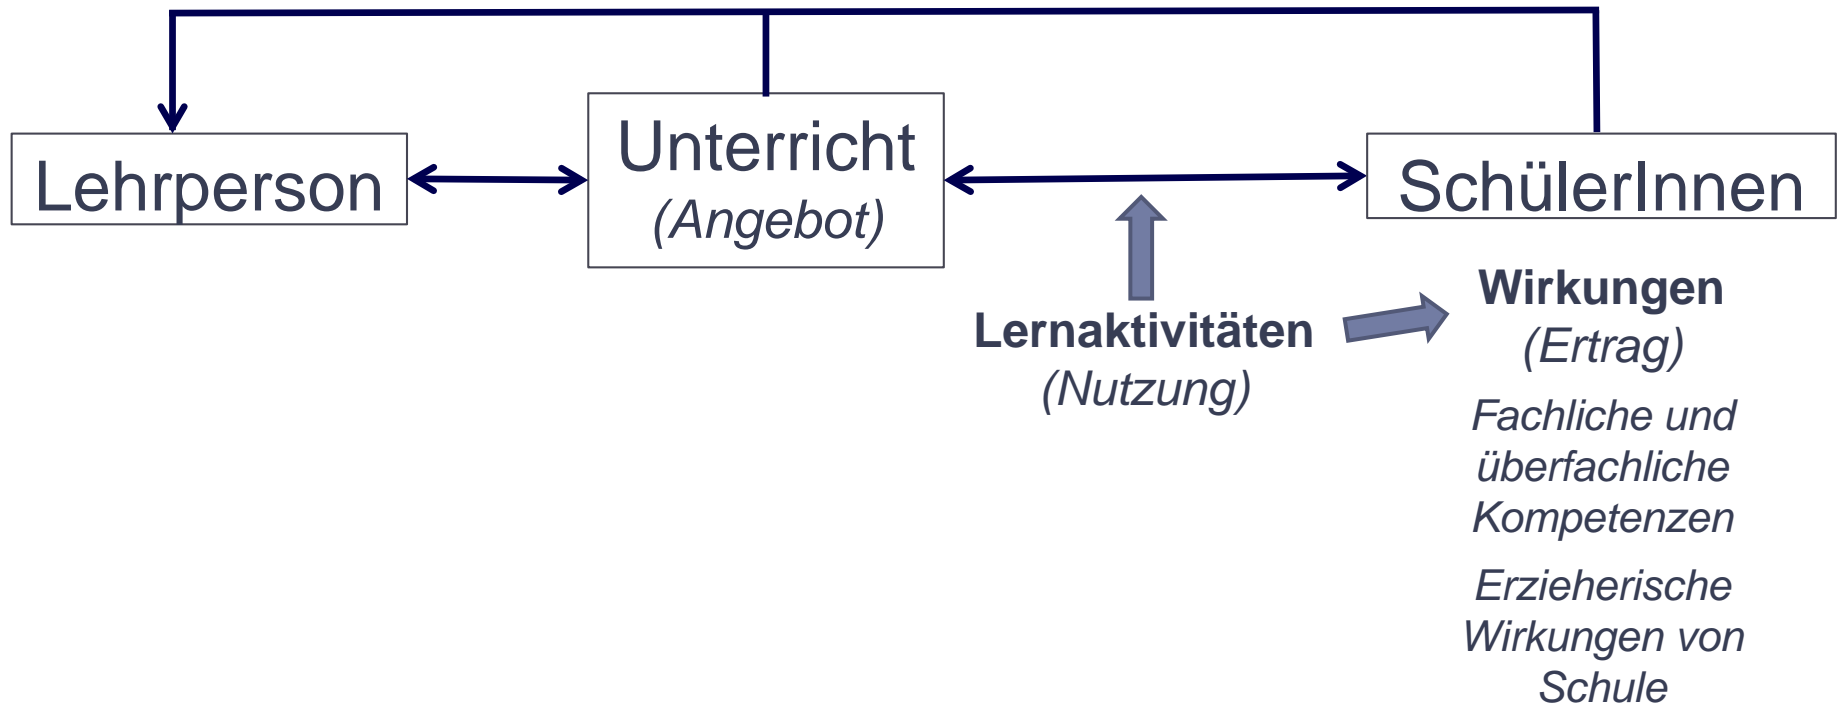 Lehrperson
Unterricht
(Angebot)
SchülerInnen
Lernaktivitäten
(Nutzung)
Wirkungen
(Ertrag)
Fachliche und
überfachliche
Kompetenzen
Erzieherische
Wirkungen von
Schule